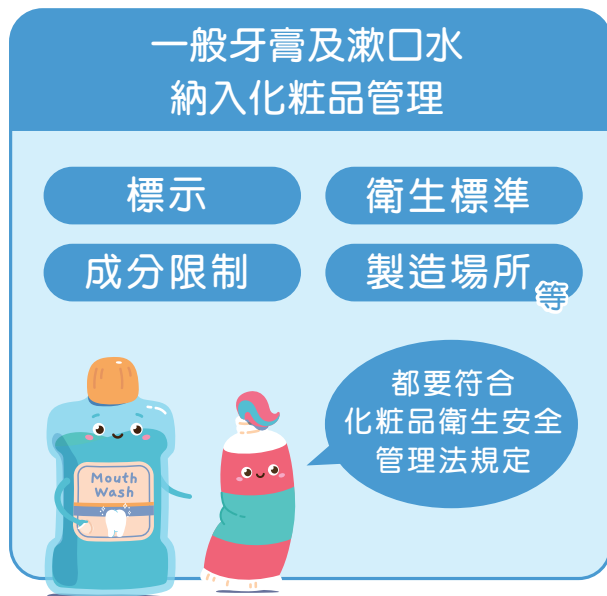 一般牙膏及漱口水
納入化粧品管理
標示
衛生標準
成分限制
製造場所等
都要符合
化粧品衛生安全
管理法規定
Mouth
Wash